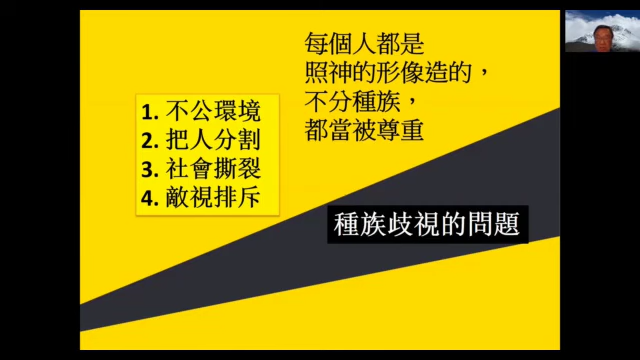 每個人都是
照神的形像造的，
不分種族，
都當被尊重
1. 不公環境
2. 把人分割
3. 社會撕裂
4. 敵視排斥
種族歧視的問題